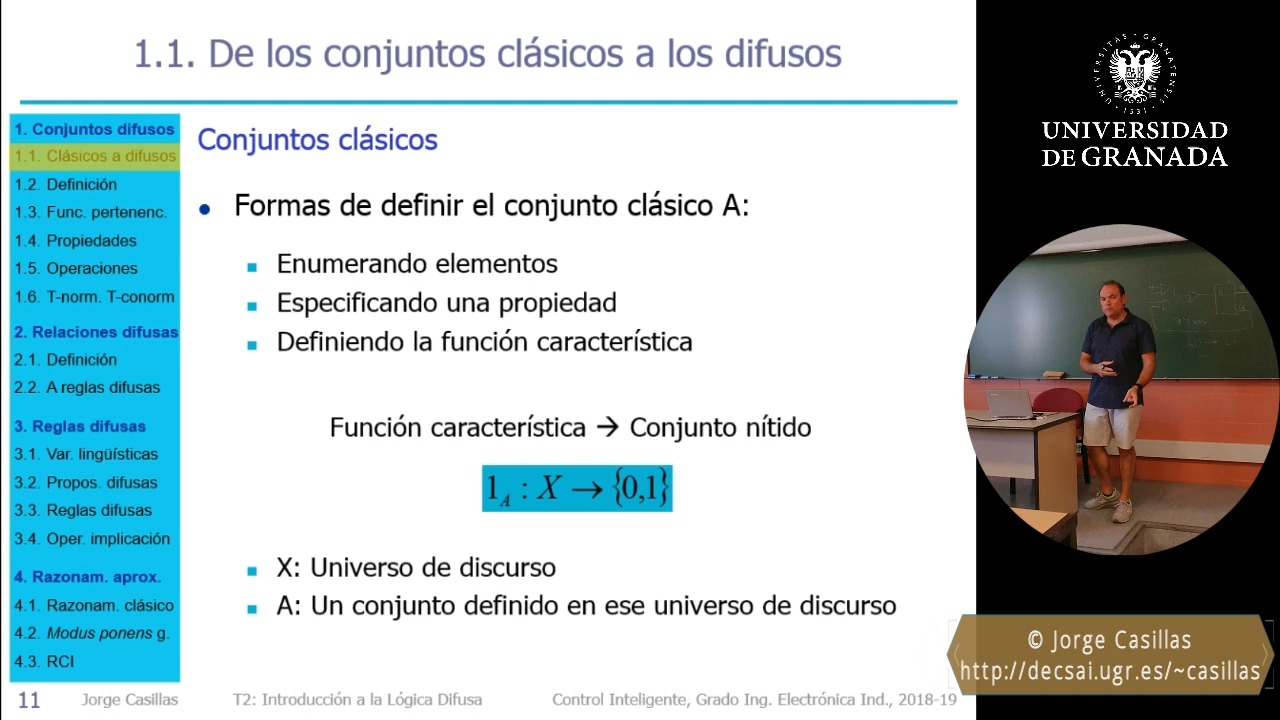 1.1. De los conjuntos clásicos a los difusos
1. Conjuntos difusos
1.1. Clásicos a difusos
1.2. Definición
1.3. Func. pertenenc.
1.4. Propiedades
1.5. Operaciones
1.6. T-norm. T-conorm
2. Relaciones difusas
2.1. Definición
2.2. A reglas difusas
3. Reglas difusas
3.1. Var. lingüísticas
3.2. Propos. difusas
3.3. Reglas difusas
3.4. Oper. implicación
4. Razonam. aprox.
4.1. Razonam. clásico
4.2. Modus ponens g.
4.3. RCI
Conjuntos clásicos
• Formas de definir el conjunto clásico A:
▪ Enumerando elementos
▪ Especificando una propiedad
▪ Definiendo la función característica
Función característica → Conjunto nítido
1_A : X → {0,1}
▪ X: Universo de discurso
▪ A: Un conjunto definido en ese universo de discurso
11 Jorge Casillas T2: Introducción a la Lógica Difusa Control Inteligente, Grado Ing. Electrónica Ind., 2018-19
UNIVERSITAS GRANATENSIS 1531
UNIVERSIDAD
DE GRANADA
© Jorge Casillas
http://decsai.ugr.es/~casillas